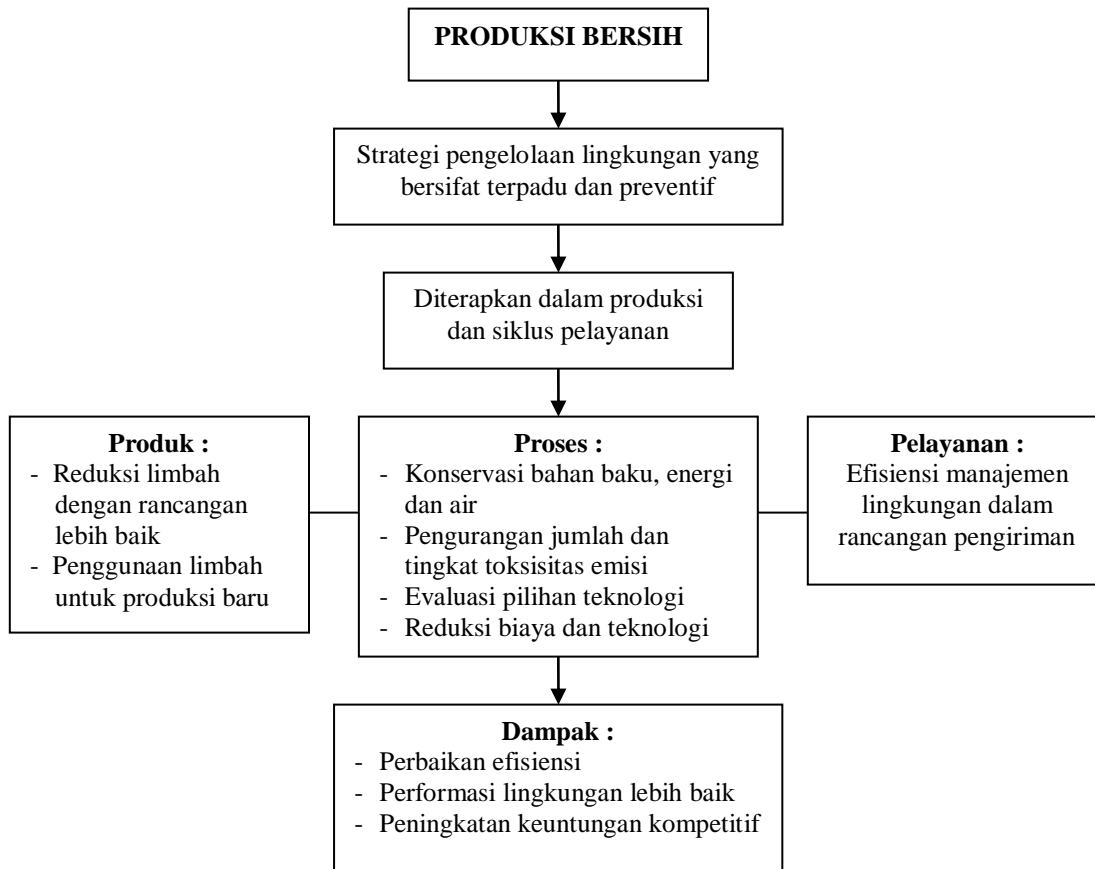 PRODUKSI BERSIH
Strategi pengelolaan lingkungan yang
bersifat terpadu dan preventif
Diterapkan dalam produksi
dan siklus pelayanan
Produk :
- Reduksi limbah
dengan rancangan
lebih baik
- Penggunaan limbah
untuk produksi baru
Proses :
- Konservasi bahan baku, energi
dan air
- Pengurangan jumlah dan
tingkat toksisitas emisi
- Evaluasi pilihan teknologi
- Reduksi biaya dan teknologi
Pelayanan :
Efisiensi manajemen
lingkungan dalam
rancangan pengiriman
Dampak :
- Perbaikan efisiensi
- Performasi lingkungan lebih baik
- Peningkatan keuntungan kompetitif